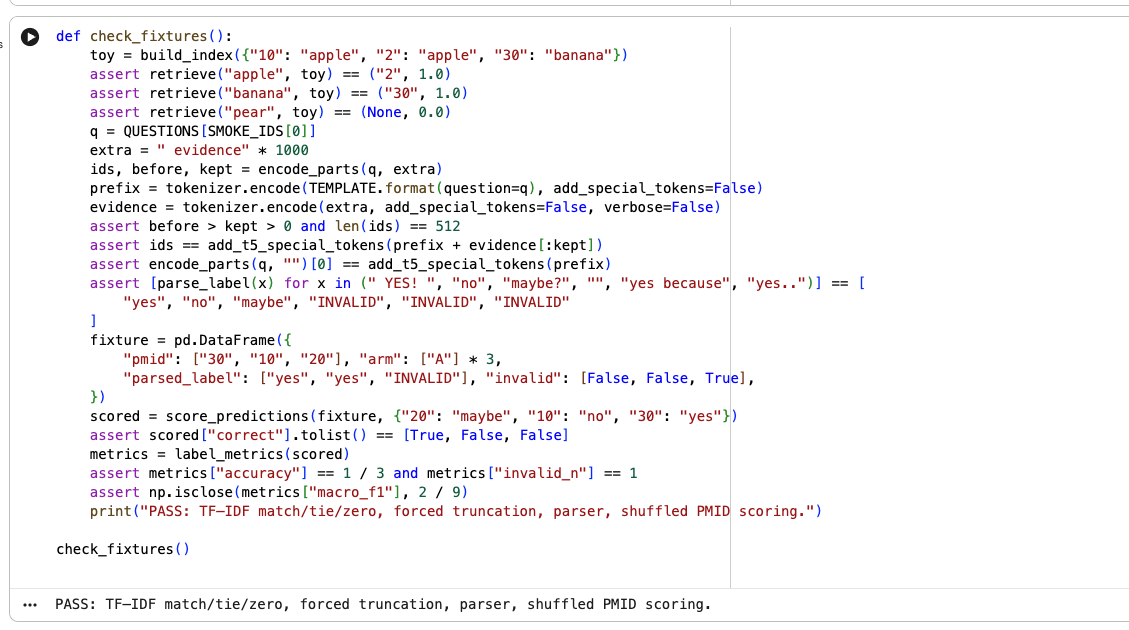 s
def check_fixtures():
    toy = build_index({"10": "apple", "2": "apple", "30": "banana"})
    assert retrieve("apple", toy) == ("2", 1.0)
    assert retrieve("banana", toy) == ("30", 1.0)
    assert retrieve("pear", toy) == (None, 0.0)
    q = QUESTIONS[SMOKE_IDS[0]]
    extra = " evidence" * 1000
    ids, before, kept = encode_parts(q, extra)
    prefix = tokenizer.encode(TEMPLATE.format(question=q), add_special_tokens=False)
    evidence = tokenizer.encode(extra, add_special_tokens=False, verbose=False)
    assert before > kept > 0 and len(ids) == 512
    assert ids == add_t5_special_tokens(prefix + evidence[:kept])
    assert encode_parts(q, "")[0] == add_t5_special_tokens(prefix)
    assert [parse_label(x) for x in (" YES! ", "no", "maybe?", "", "yes because", "yes..")] == [
        "yes", "no", "maybe", "INVALID", "INVALID", "INVALID"
    ]
    fixture = pd.DataFrame({
        "pmid": ["30", "10", "20"], "arm": ["A"] * 3,
        "parsed_label": ["yes", "yes", "INVALID"], "invalid": [False, False, True],
    })
    scored = score_predictions(fixture, {"20": "maybe", "10": "no", "30": "yes"})
    assert scored["correct"].tolist() == [True, False, False]
    metrics = label_metrics(scored)
    assert metrics["accuracy"] == 1 / 3 and metrics["invalid_n"] == 1
    assert np.isclose(metrics["macro_f1"], 2 / 9)
    print("PASS: TF—IDF match/tie/zero, forced truncation, parser, shuffled PMID scoring.")

check_fixtures()

PASS: TF—IDF match/tie/zero, forced truncation, parser, shuffled PMID scoring.